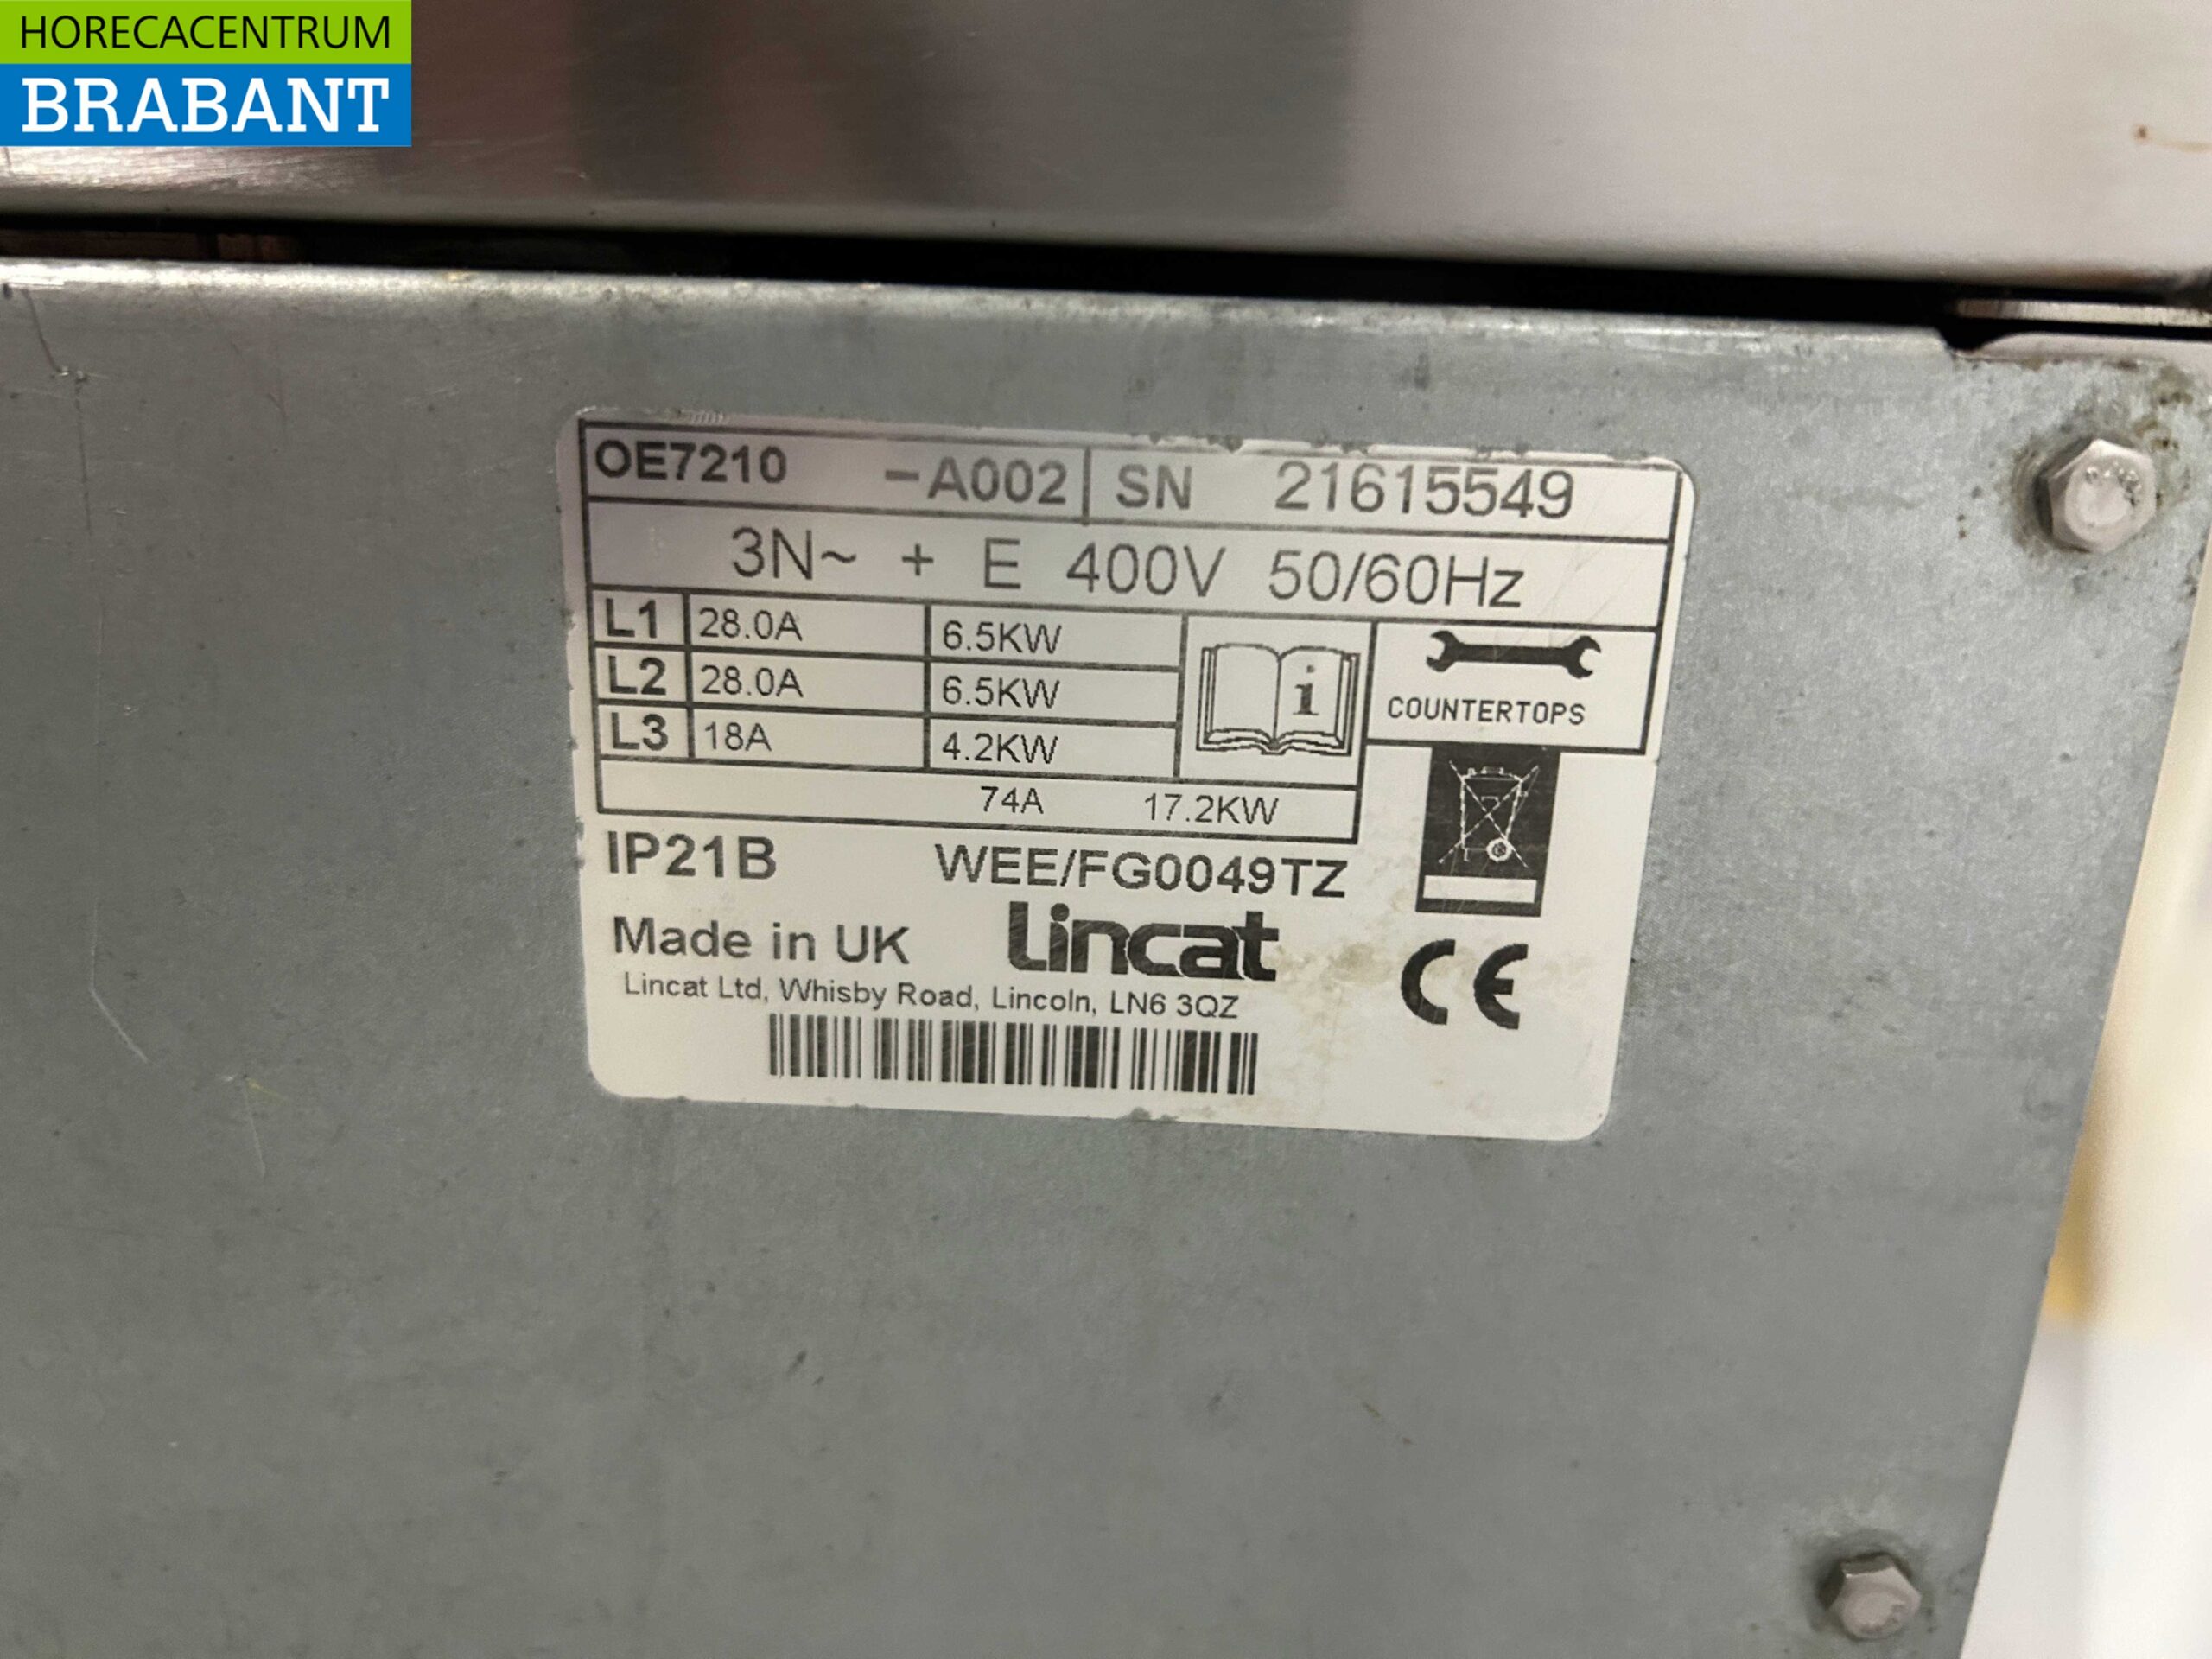 HORECACENTRUM
BRABANT
OE7210 -A002 SN 21615549
3N~ + E 400V 50/60Hz
L1 28.0A 6.5KW
L2 28.0A 6.5KW
L3 18A 4.2KW
i
COUNTERTOPS
74A 17.2KW
IP21B WEE/FG0049TZ
Made in UK Lincat
Lincat Ltd, Whisby Road, Lincoln, LN6 3QZ
CE